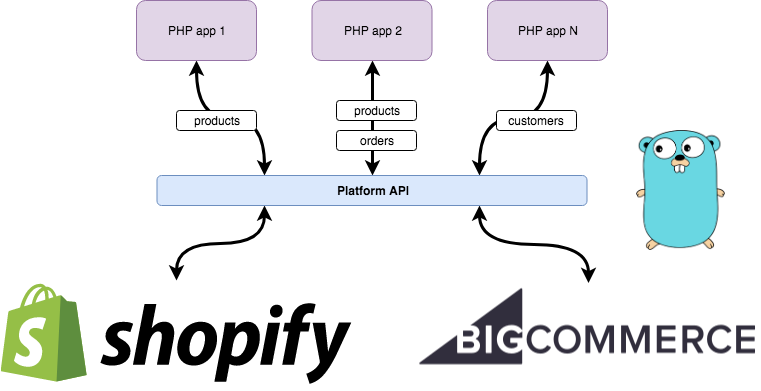 PHP app 1
PHP app 2
PHP app N
products
products
customers
orders
Platform API
S
shopify
BIGCOMMERCE